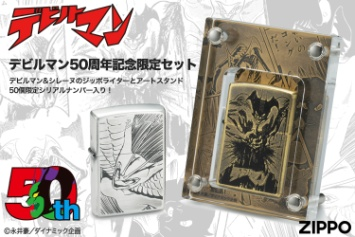 デビルマン
デビルマン50周年記念限定セット
デビルマン&シレーヌのジッポライターとアートスタンド
50個限定シリアルナンバー入り!
50th
©永井豪/ダイナミック企画
ZIPPO